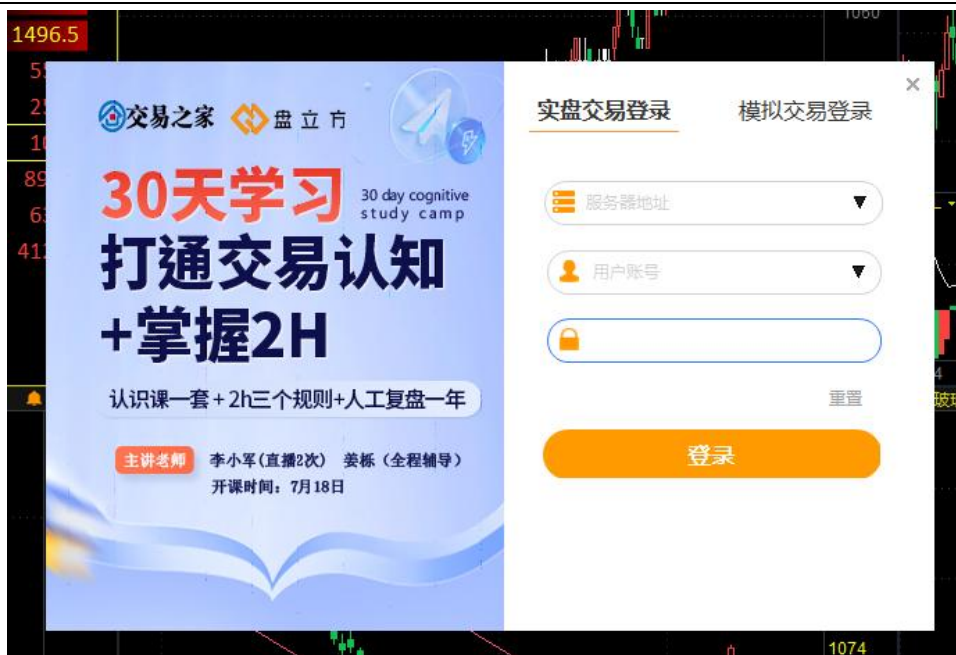 1496.5
1060
交易之家 盘立方
实盘交易登录
模拟交易登录
30天学习
30 day cognitive
study camp
打通交易认知
+掌握2H
认识课一套+2h三个规则+人工复盘一年
主讲老师 李小军(直播2次) 姜栎（全程辅导）
开课时间：7月18日
服务器地址
用户账号
重置
登录
41
89
1074